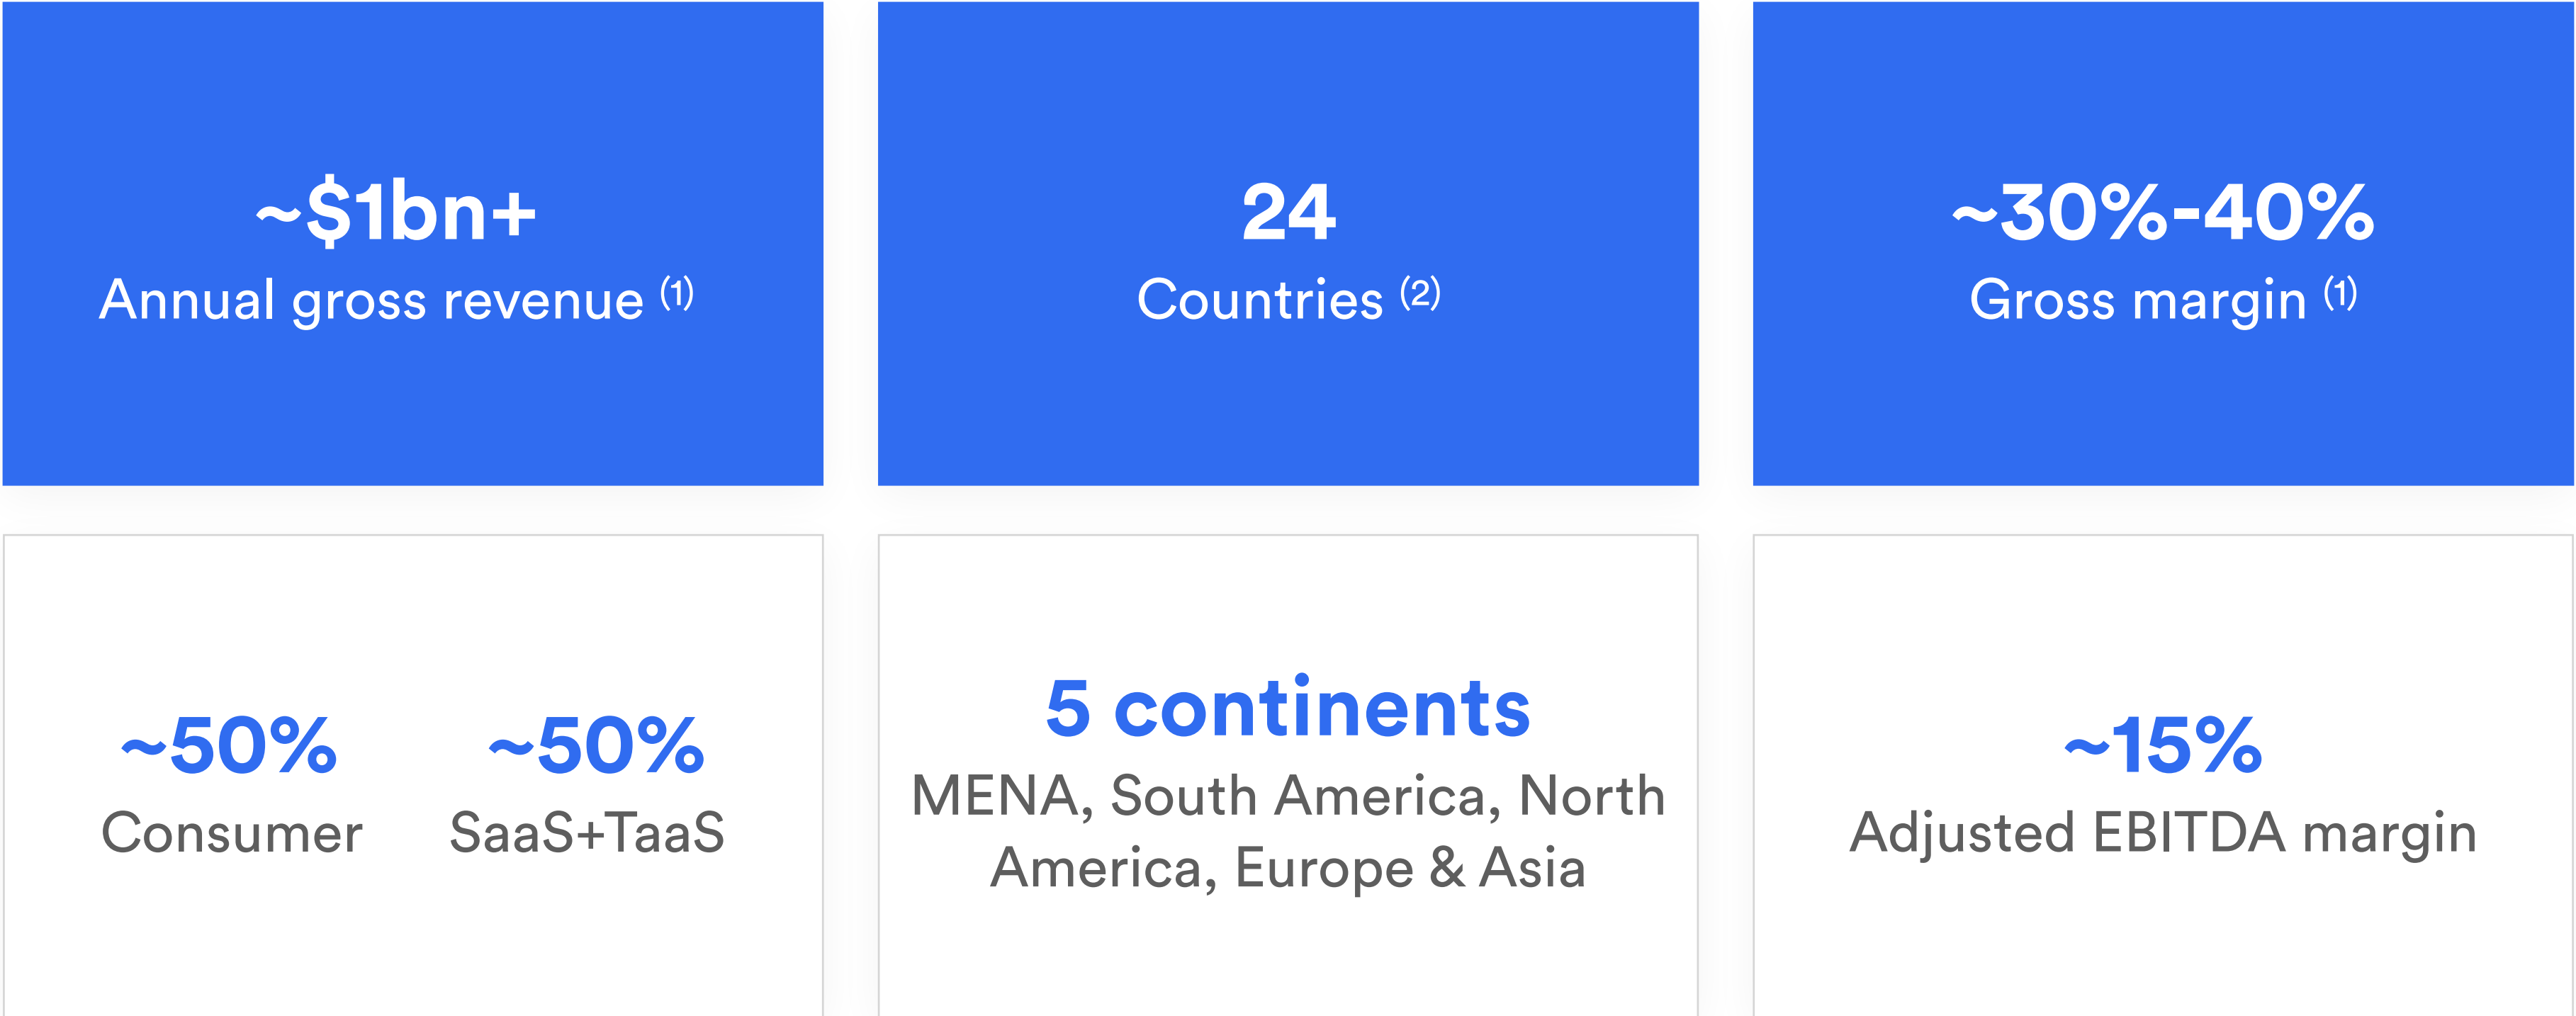 ~$1bn+
Annual gross revenue (1)
24
Countries (2)
~30%-40%
Gross margin (1)
~50%
Consumer
~50%
SaaS+TaaS
5 continents
MENA, South America, North
America, Europe & Asia
~15%
Adjusted EBITDA margin